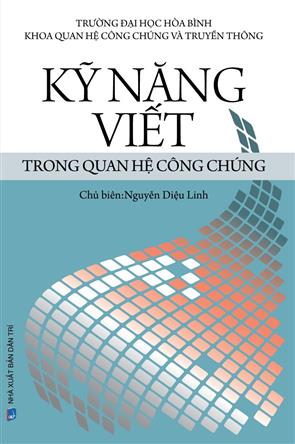 TRƯỜNG ĐẠI HỌC HÒA BÌNH
KHOA QUAN HỆ CÔNG CHÚNG VÀ TRUYỀN THÔNG
KỸ NĂNG
VIẾT
TRONG QUAN HỆ CÔNG CHÚNG
Chủ biên:Nguyễn Diệu Linh
NHÀ XUẤT BẢN DÂN TRÍ